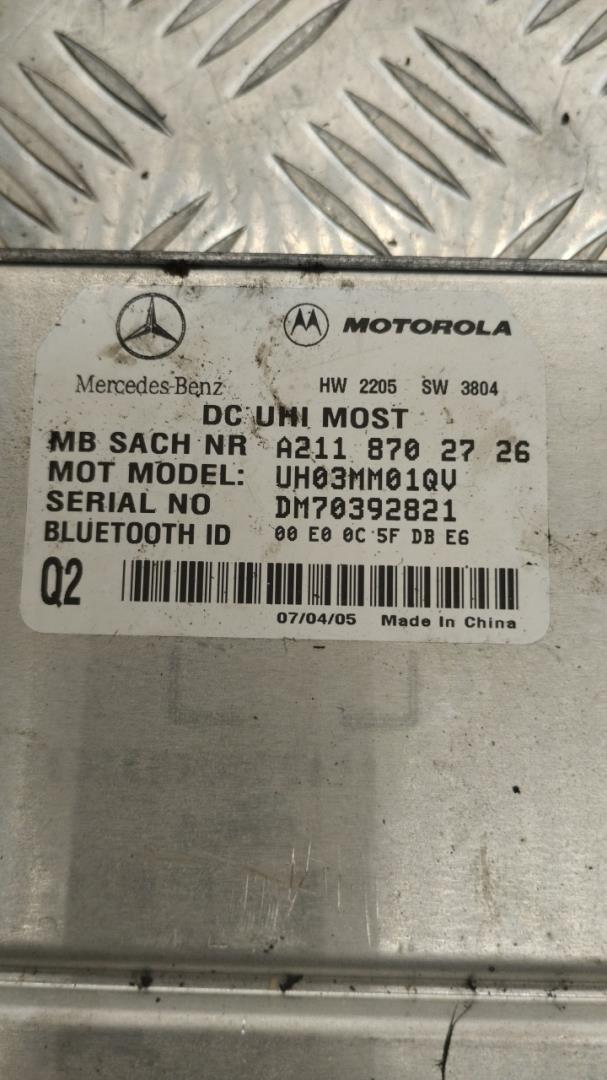 MOTOROLA
Mercedes-Benz HW 2205 SW 3804
DC UHI MOST
MB SACH NR A211 870 27 26
MOT MODEL: UH03MM01QV
SERIAL NO DM70392821
BLUETOOTH ID 00 E0 0C 5F DB E6
Q2
07/04/05 Made In China